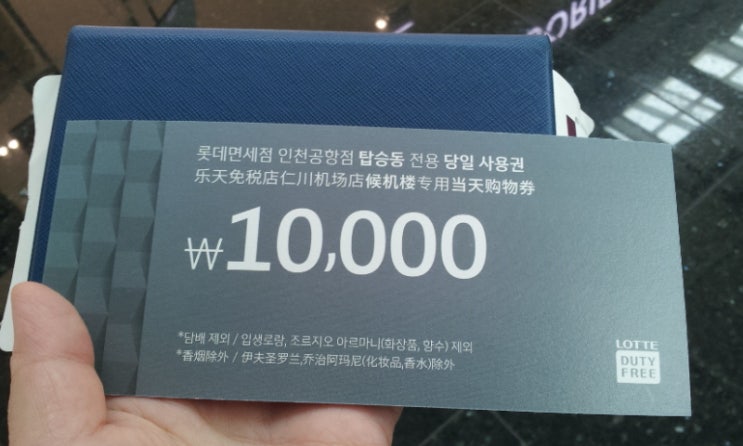 롯데면세점 인천공항점 탑승동 전용 당일 사용권
乐天免税店仁川机场店候机楼专用当天购物券
₩10,000
*담배 제외 / 입생로랑, 조르지오 아르마니(화장품, 향수) 제외
*香烟除外 / 伊夫圣罗兰,乔治阿玛尼(化妆品,香水)除外
LOTTE
DUTY
FREE